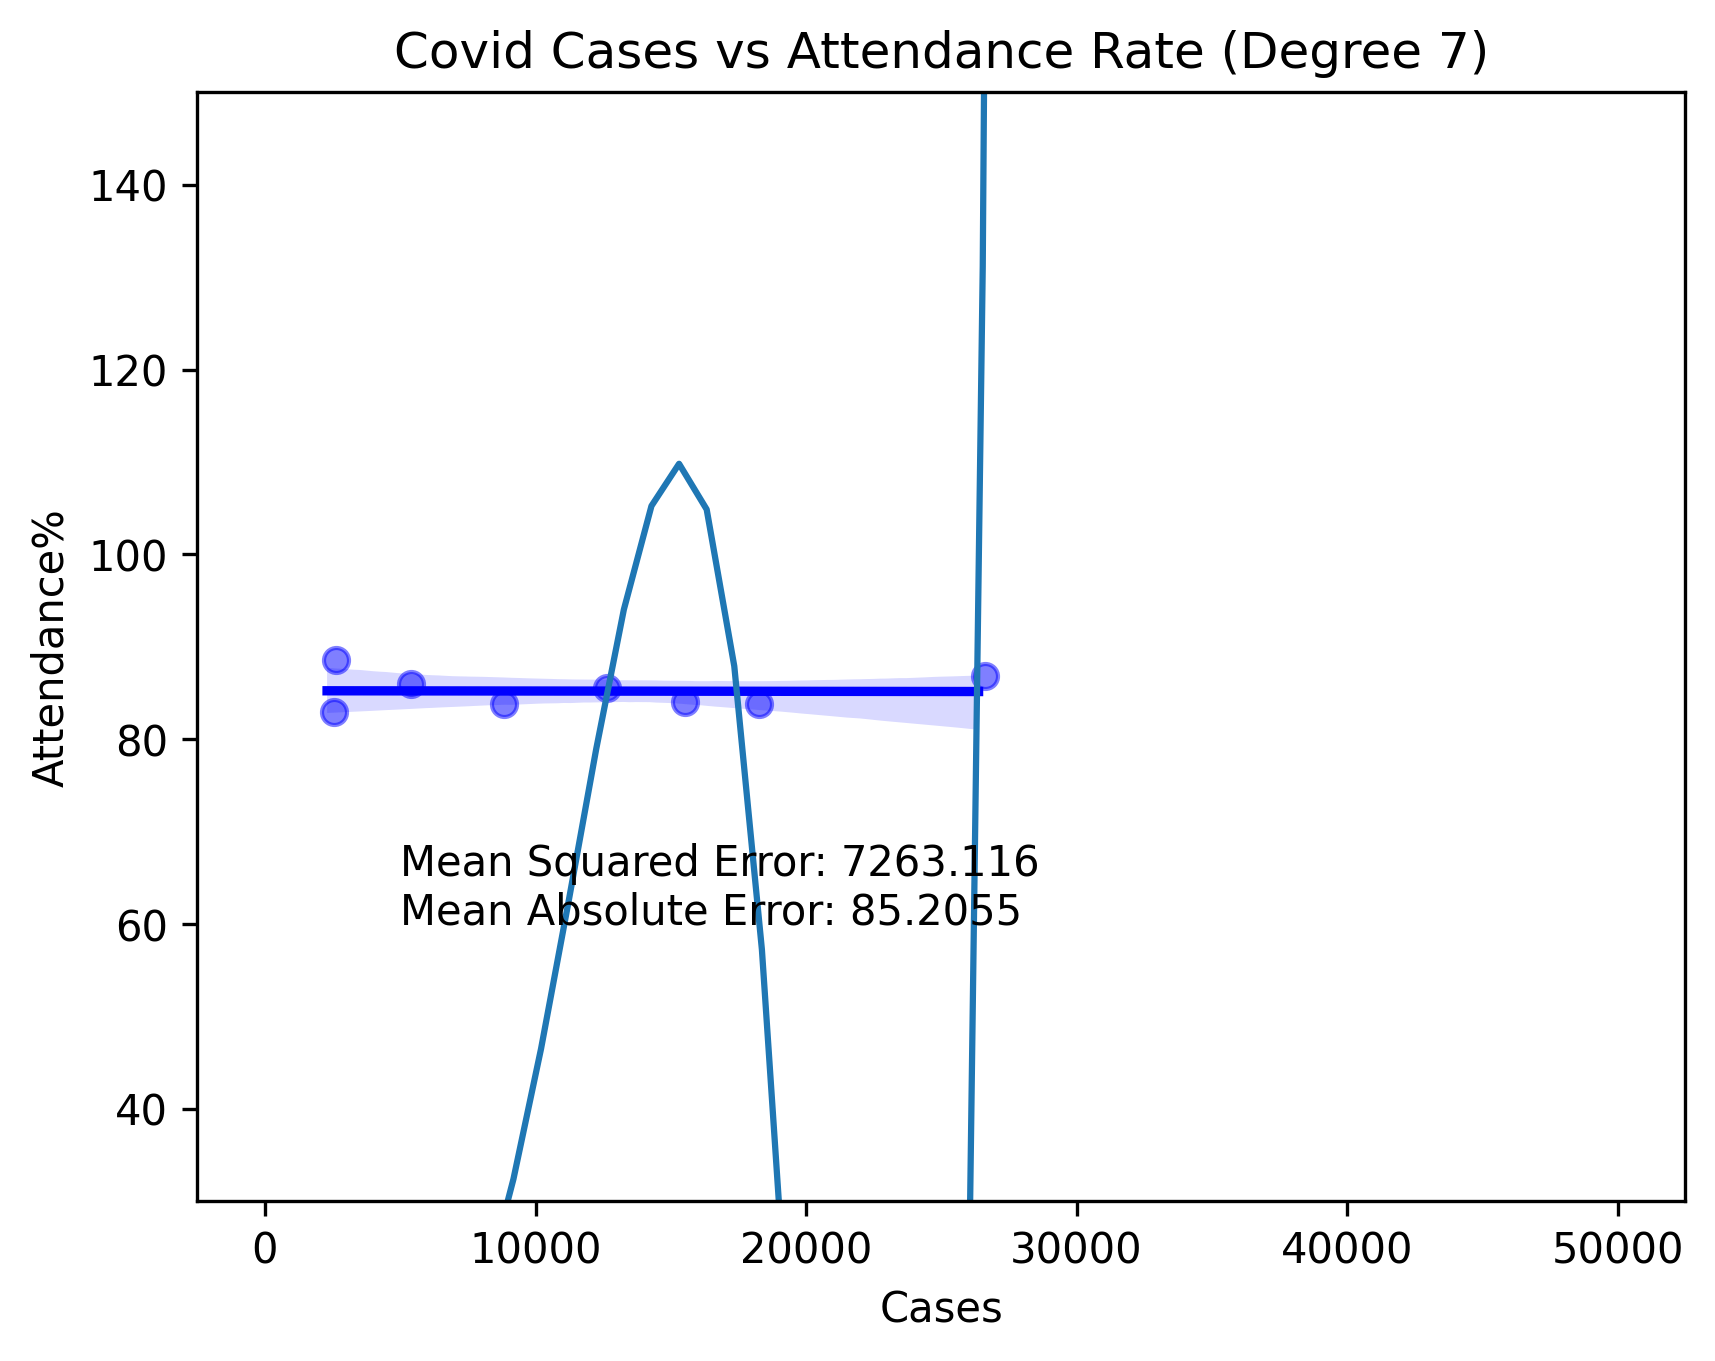 Covid Cases vs Attendance Rate (Degree 7)
140
120
100
80
60
40
Attendance%
Mean Squared Error: 7263.116
Mean Absolute Error: 85.2055
0 10000 20000 30000 40000 50000
Cases